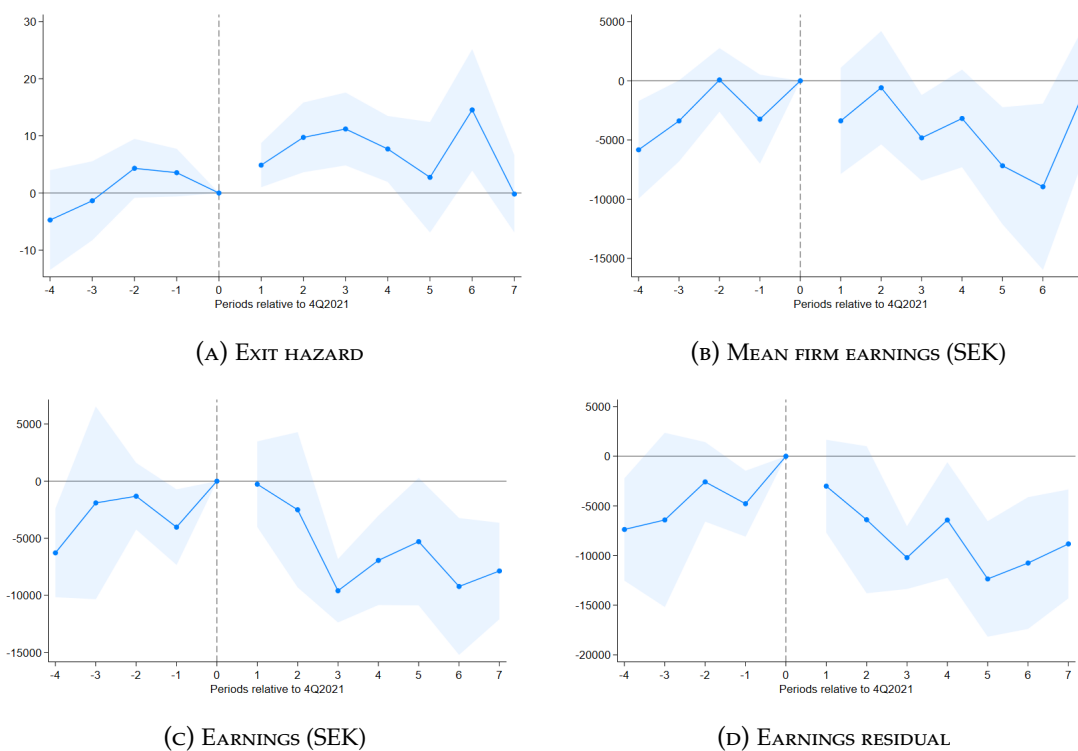 30
20
10
0
-10
-4 -3 -2 -1 0 1 2 3 4 5 6 7
Periods relative to 4Q2021
(A) Exit hazard
5000
0
-5000
-10000
-15000
-4 -3 -2 -1 0 1 2 3 4 5 6
Periods relative to 4Q2021
(B) Mean firm earnings (SEK)
5000
0
-5000
-10000
-15000
-4 -3 -2 -1 0 1 2 3 4 5 6 7
Periods relative to 4Q2021
(C) Earnings (SEK)
5000
0
-5000
-10000
-15000
-20000
-4 -3 -2 -1 0 1 2 3 4 5 6 7
Periods relative to 4Q2021
(D) Earnings residual